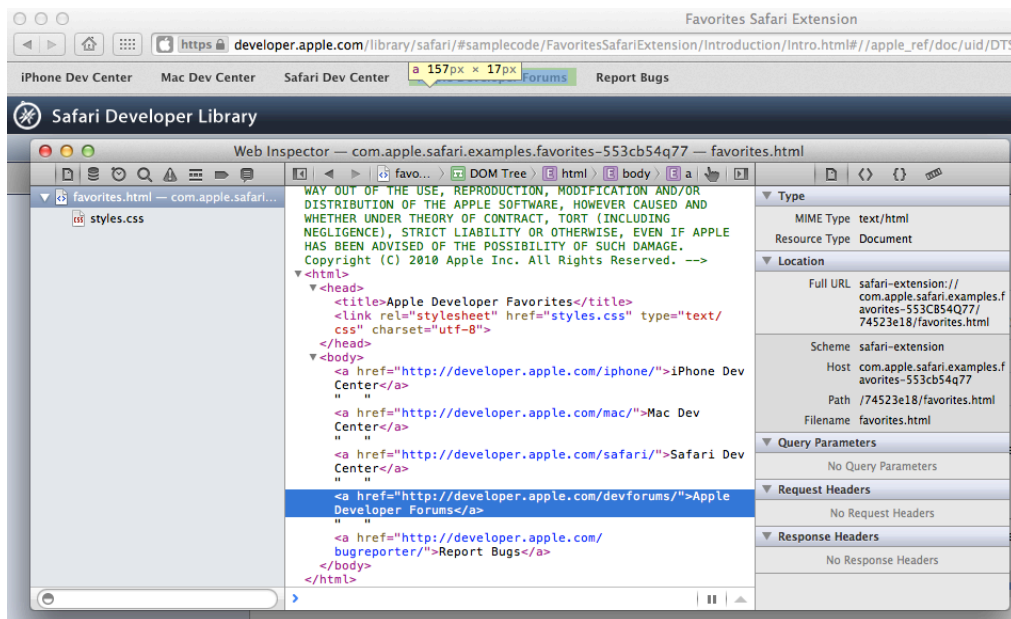 Favorites Safari Extension
https developer.apple.com/library/safari/#samplecode/FavoritesSafariExtension/Introduction/Intro.html#//apple_ref/doc/uid/DTS
iPhone Dev Center Mac Dev Center Safari Dev Center Forums Report Bugs
a 157px × 17px
Safari Developer Library
Web Inspector — com.apple.safari.examples.favorites-553cb54q77 — favorites.html
favo... DOM Tree E html E body E a
favorites.html — com.apple.safari...
css styles.css
WAY OUT OF THE USE, REPRODUCTION, MODIFICATION AND/OR
DISTRIBUTION OF THE APPLE SOFTWARE, HOWEVER CAUSED AND
WHETHER UNDER THEORY OF CONTRACT, TORT (INCLUDING
NEGLIGENCE), STRICT LIABILITY OR OTHERWISE, EVEN IF APPLE
HAS BEEN ADVISED OF THE POSSIBILITY OF SUCH DAMAGE.
Copyright (C) 2010 Apple Inc. All Rights Reserved. -->
<html>
<head>
<title>Apple Developer Favorites</title>
<link rel="stylesheet" href="styles.css" type="text/
css" charset="utf-8">
</head>
<body>
<a href="http://developer.apple.com/iphone/">iPhone Dev
Center</a>
" "
<a href="http://developer.apple.com/mac/">Mac Dev
Center</a>
" "
<a href="http://developer.apple.com/safari/">Safari Dev
Center</a>
" "
<a href="http://developer.apple.com/devforums/">Apple
Developer Forums</a>
" "
<a href="http://developer.apple.com/
bugreporter/">Report Bugs</a>
</body>
</html>
Type
MIME Type text/html
Resource Type Document
Location
Full URL safari-extension://
com.apple.safari.examples.f
avorites-553CB54Q77/
74523e18/favorites.html
Scheme safari-extension
Host com.apple.safari.examples.f
avorites-553cb54q77
Path /74523e18/favorites.html
Filename favorites.html
Query Parameters
No Query Parameters
Request Headers
No Request Headers
Response Headers
No Response Headers